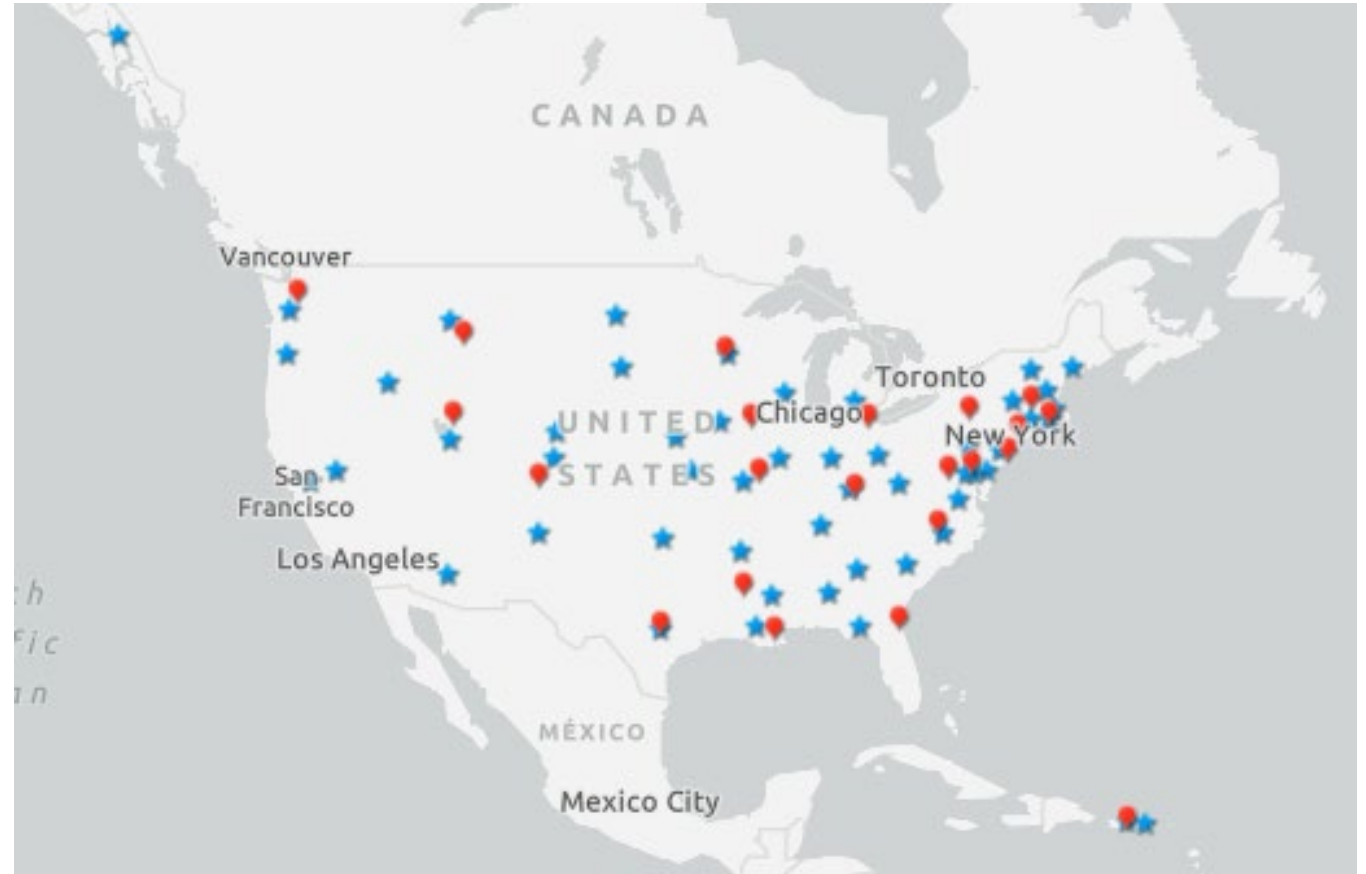 CANADA
Vancouver
Toronto
UNITED
Chicago
New York
STATES
San
Francisco
Los Angeles
MÉXICO
Mexico City